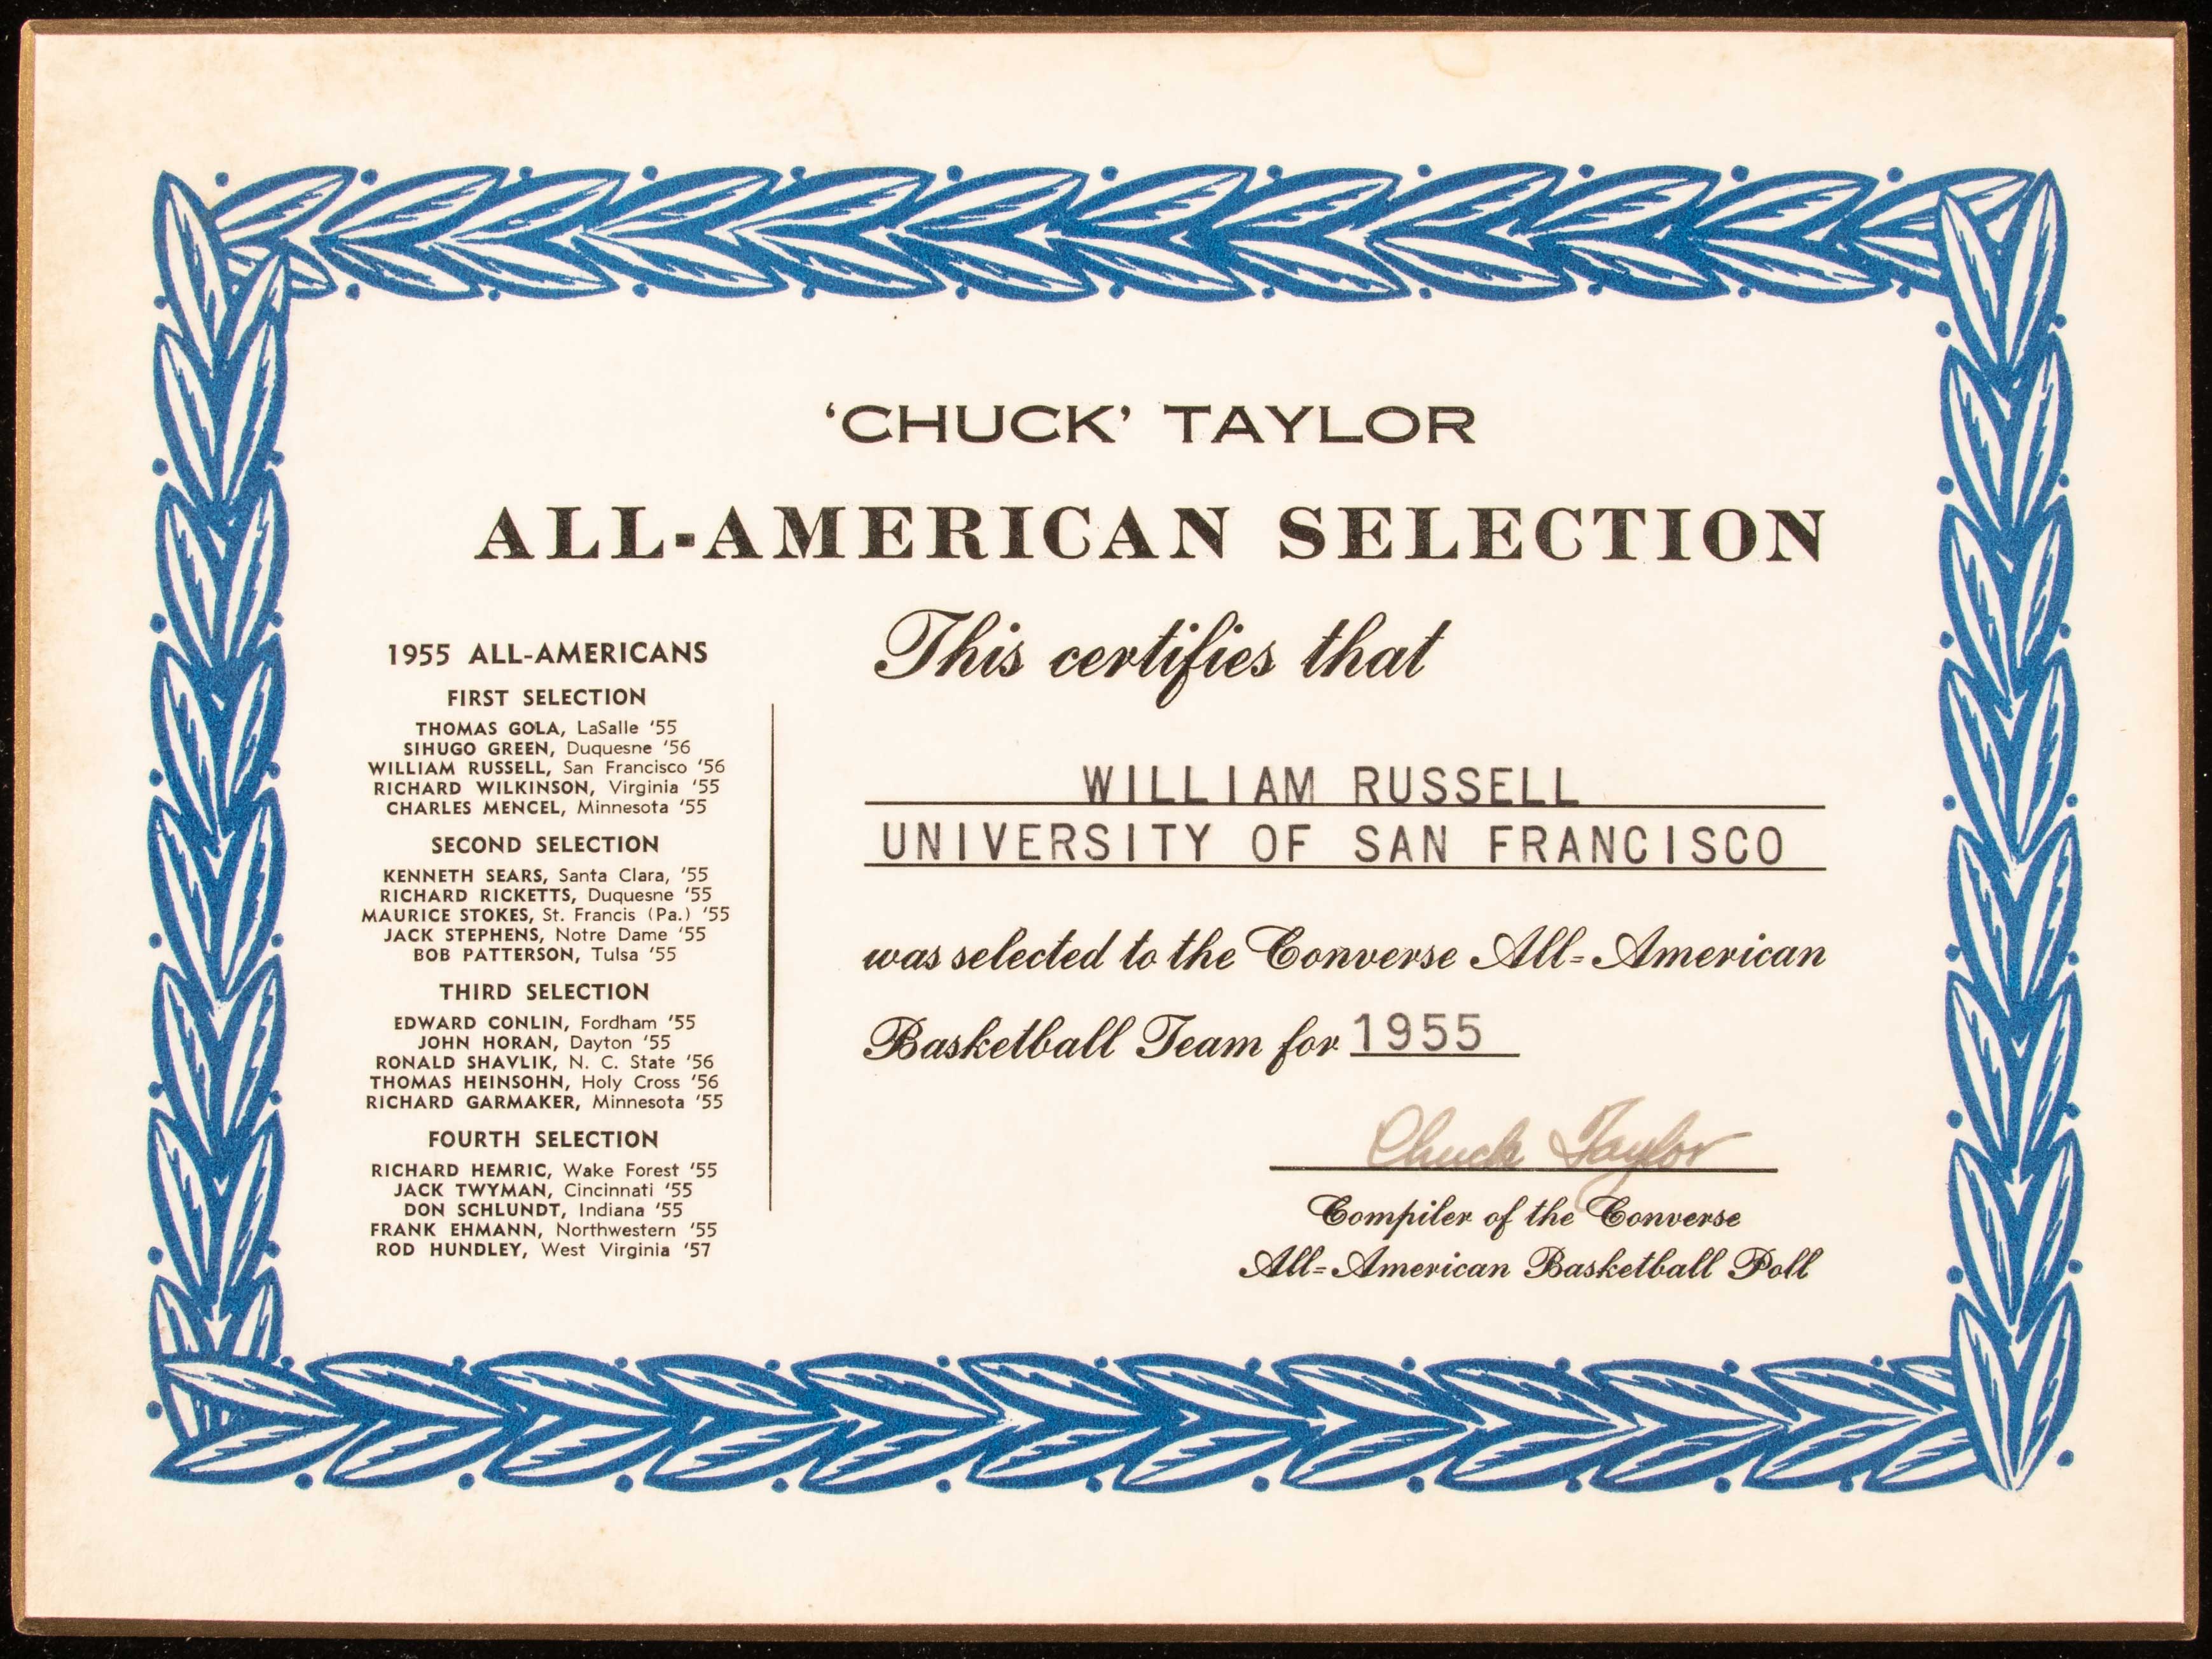 ‘CHUCK’ TAYLOR
ALL-AMERICAN SELECTION
1955 ALL-AMERICANS
FIRST SELECTION
THOMAS GOLA, LaSalle '55
SIHUGO GREEN, Duquesne '56
WILLIAM RUSSELL, San Francisco '56
RICHARD WILKINSON, Virginia '55
CHARLES MENCEL, Minnesota '55
SECOND SELECTION
KENNETH SEARS, Santa Clara, '55
RICHARD RICKETTS, Duquesne '55
MAURICE STOKES, St. Francis (Pa.) '55
JACK STEPHENS, Notre Dame '55
BOB PATTERSON, Tulsa '55
THIRD SELECTION
EDWARD CONLIN, Fordham '55
JOHN HORAN, Dayton '55
RONALD SHAVLIK, N. C. State '56
THOMAS HEINSOHN, Holy Cross '56
RICHARD GARMAKER, Minnesota '55
FOURTH SELECTION
RICHARD HEMRIC, Wake Forest '55
JACK TWYMAN, Cincinnati '55
DON SCHLUNDT, Indiana '55
FRANK EHMANN, Northwestern '55
ROD HUNDLEY, West Virginia '57
This certifies that
WILLIAM RUSSELL
UNIVERSITY OF SAN FRANCISCO
was selected to the Converse All-American
Basketball Team for 1955
Chuck Taylor
Compiler of the Converse
All-American Basketball Poll